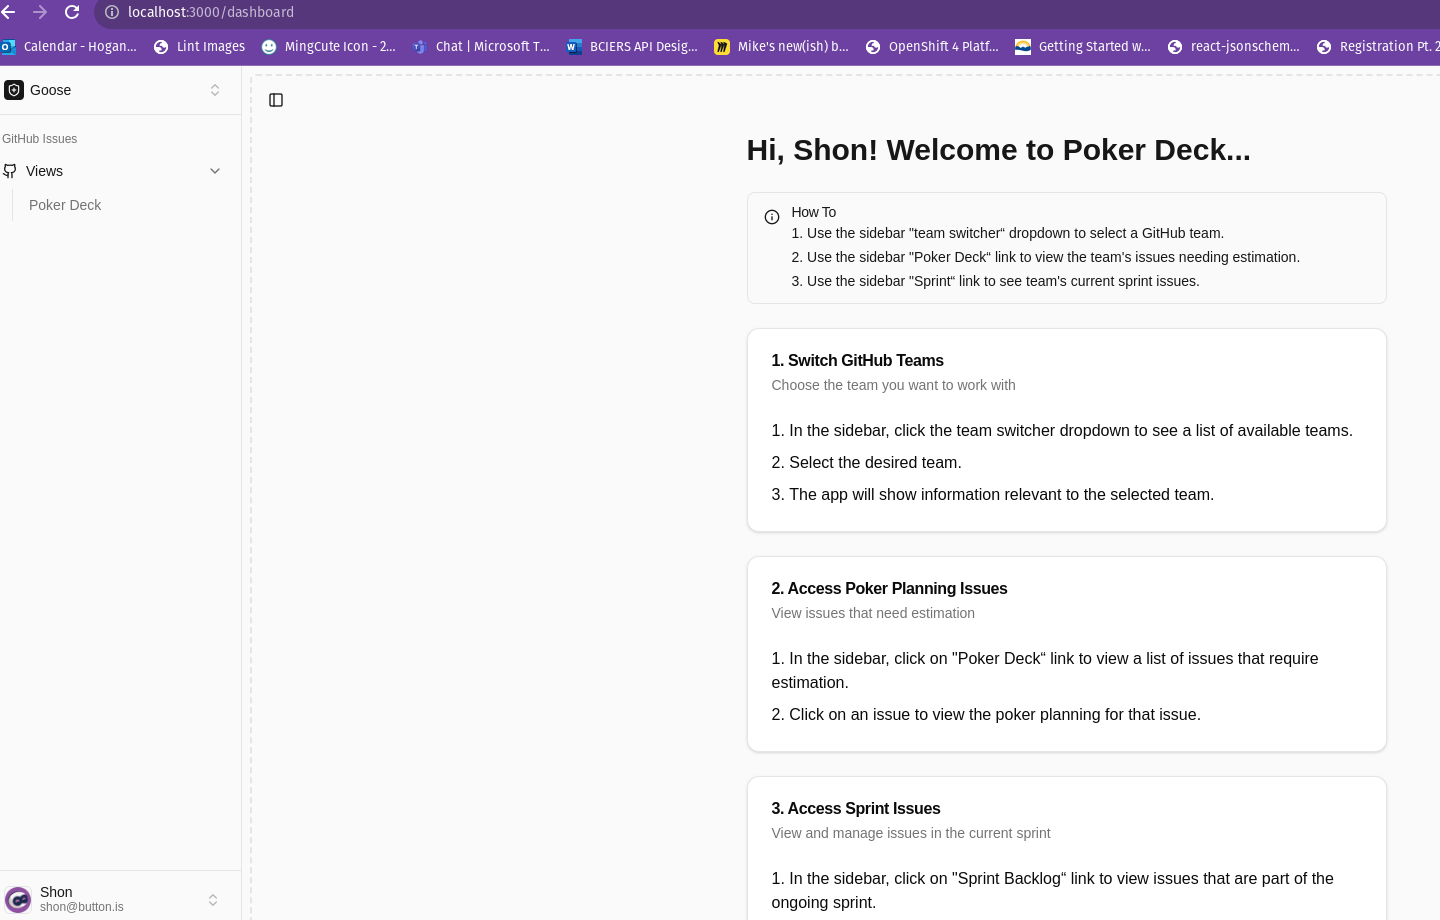 localhost:3000/dashboard
Calendar - Hogan...
Lint Images
MingCute Icon - 2...
Chat | Microsoft T...
BCIERS API Desig...
Mike's new(ish) b...
OpenShift 4 Platf...
Getting Started w...
react-jsonschem...
Registration Pt. 2
Goose
GitHub Issues
Views
Poker Deck
Hi, Shon! Welcome to Poker Deck...
How To
1. Use the sidebar "team switcher“ dropdown to select a GitHub team.
2. Use the sidebar "Poker Deck“ link to view the team's issues needing estimation.
3. Use the sidebar "Sprint“ link to see team's current sprint issues.
1. Switch GitHub Teams
Choose the team you want to work with
1. In the sidebar, click the team switcher dropdown to see a list of available teams.
2. Select the desired team.
3. The app will show information relevant to the selected team.
2. Access Poker Planning Issues
View issues that need estimation
1. In the sidebar, click on "Poker Deck“ link to view a list of issues that require
estimation.
2. Click on an issue to view the poker planning for that issue.
3. Access Sprint Issues
View and manage issues in the current sprint
1. In the sidebar, click on "Sprint Backlog“ link to view issues that are part of the
ongoing sprint.
Shon
shon@button.is